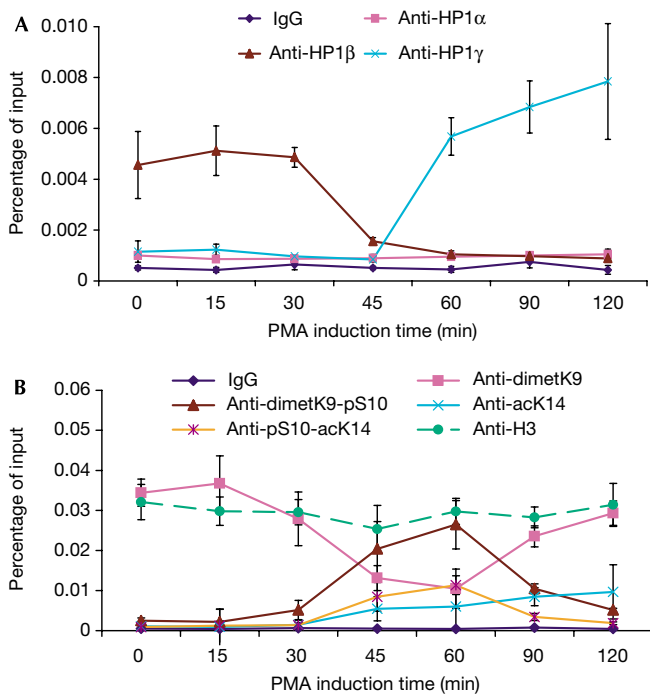 A
IgG Anti-HP1α
Anti-HP1β Anti-HP1γ
Percentage of input
0.010
0.008
0.006
0.004
0.002
0
0 15 30 45 60 90 120
PMA induction time (min)
B
IgG Anti-dimetK9
Anti-dimetK9-pS10 Anti-acK14
Anti-pS10-acK14 Anti-H3
Percentage of input
0.06
0.05
0.04
0.03
0.02
0.01
0
0 15 30 45 60 90 120
PMA induction time (min)